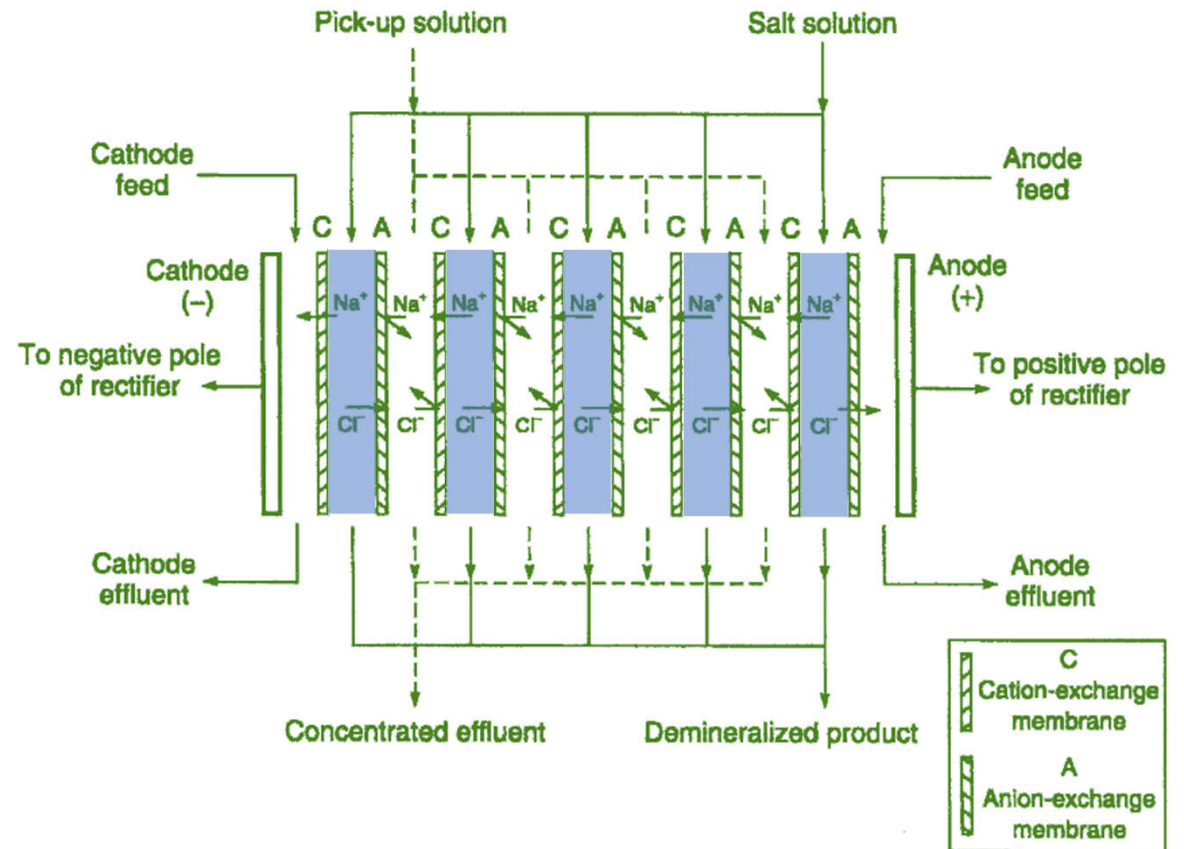 Pick-up solution
Salt solution
Cathode
feed
Anode
feed
C A C A C A C A C A
Cathode
(−)
Anode
(+)
Na⁺ Na⁺ Na⁺ Na⁺ Na⁺ Na⁺ Na⁺ Na⁺ Na⁺
To negative pole
of rectifier
To positive pole
of rectifier
Cl⁻ Cl⁻ Cl⁻ Cl⁻ Cl⁻ Cl⁻ Cl⁻ Cl⁻ Cl⁻
Cathode
effluent
Anode
effluent
Concentrated effluent
Demineralized product
C
Cation-exchange
membrane
A
Anion-exchange
membrane